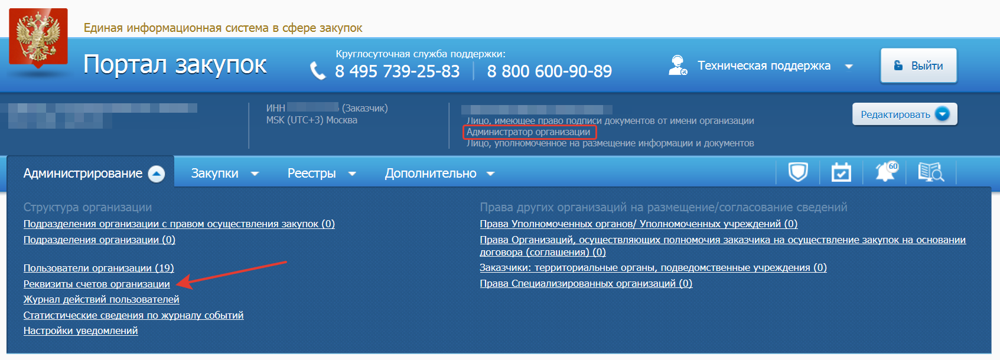 Единая информационная система в сфере закупок
Портал закупок
Круглосуточная служба поддержки:
8 495 739-25-83
8 800 600-90-89
Техническая поддержка
Выйти
ИНН (Заказчик)
MSK (UTC+3) Москва
Лицо, имеющее право подписи документов от имени организации
Администратор организации
Лицо, уполномоченное на размещение информации и документов
Редактировать
Администрирование
Закупки
Реестры
Дополнительно
60
Структура организации
Подразделения организации с правом осуществления закупок (0)
Подразделения организации (0)
Пользователи организации (19)
Реквизиты счетов организации
Журнал действий пользователей
Статистические сведения по журналу событий
Настройки уведомлений
Права других организаций на размещение/согласование сведений
Права Уполномоченных органов/ Уполномоченных учреждений (0)
Права Организаций, осуществляющих полномочия заказчика на осуществление закупок на основании
договора (соглашения) (0)
Заказчики: территориальные органы, подведомственные учреждения (0)
Права Специализированных организаций (0)